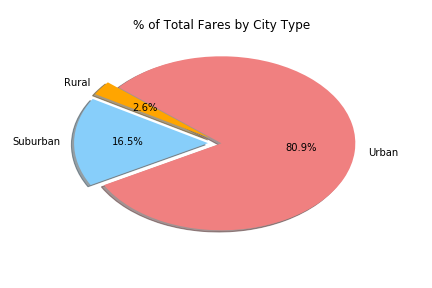 % of Total Fares by City Type
Rural
2.6%
Suburban
16.5%
80.9%
Urban